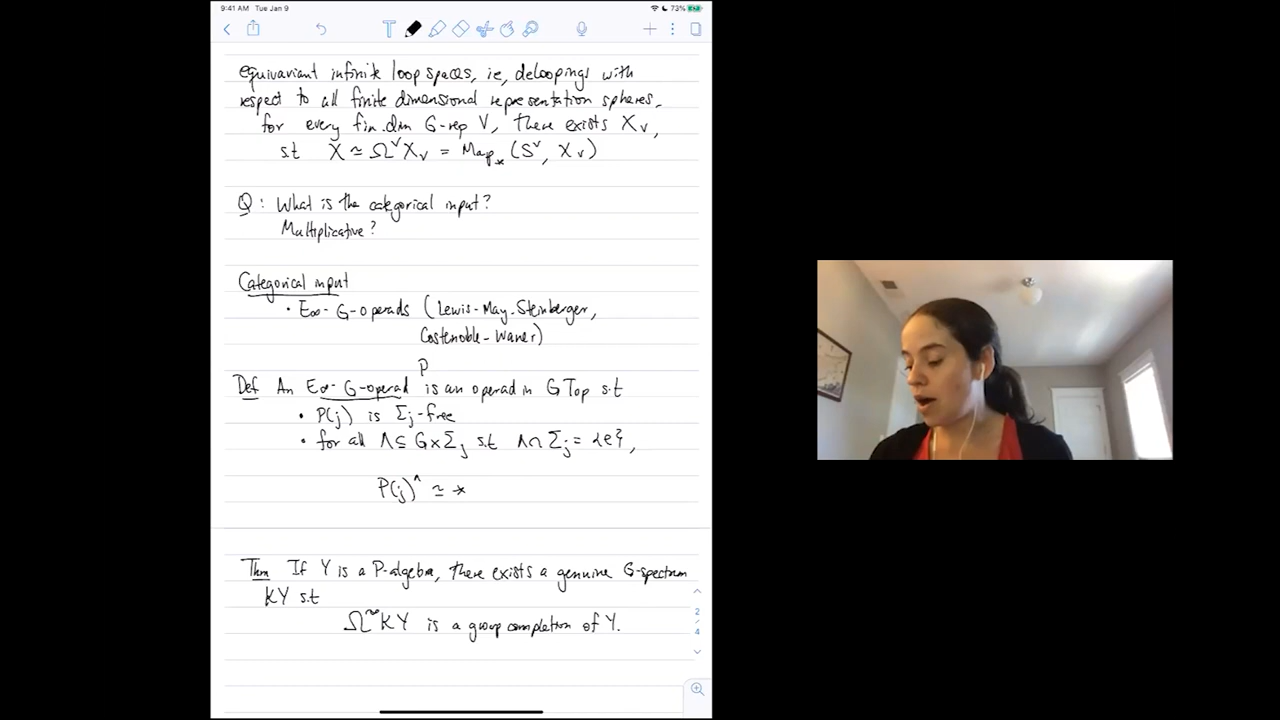 9:41 AM Tue Jan 9
73%
equivariant infinite loop spaces, ie, deloopings with
respect to all finite dimensional representation spheres.
for every fin.dim G-rep V, there exists X_V,
s.t X ≃ Ω^V X_V = Map_* (S^V, X_V)
Q: What is the categorical input?
Multiplicative?
Categorical input
• E∞-G-operads (Lewis-May-Steinberger,
Costenoble-Waner)
P
Def An E∞-G-operad is an operad in GTop s.t
• P(j) is Σ_j-free
• for all Λ ⊆ G×Σ_j s.t Λ∩Σ_j = {e},
P(j)^Λ ≃ *
Thm If Y is a P-algebra, there exists a genuine G-spectrum
KY s.t
Ω^∞ KY is a group completion of Y.
2
/
4